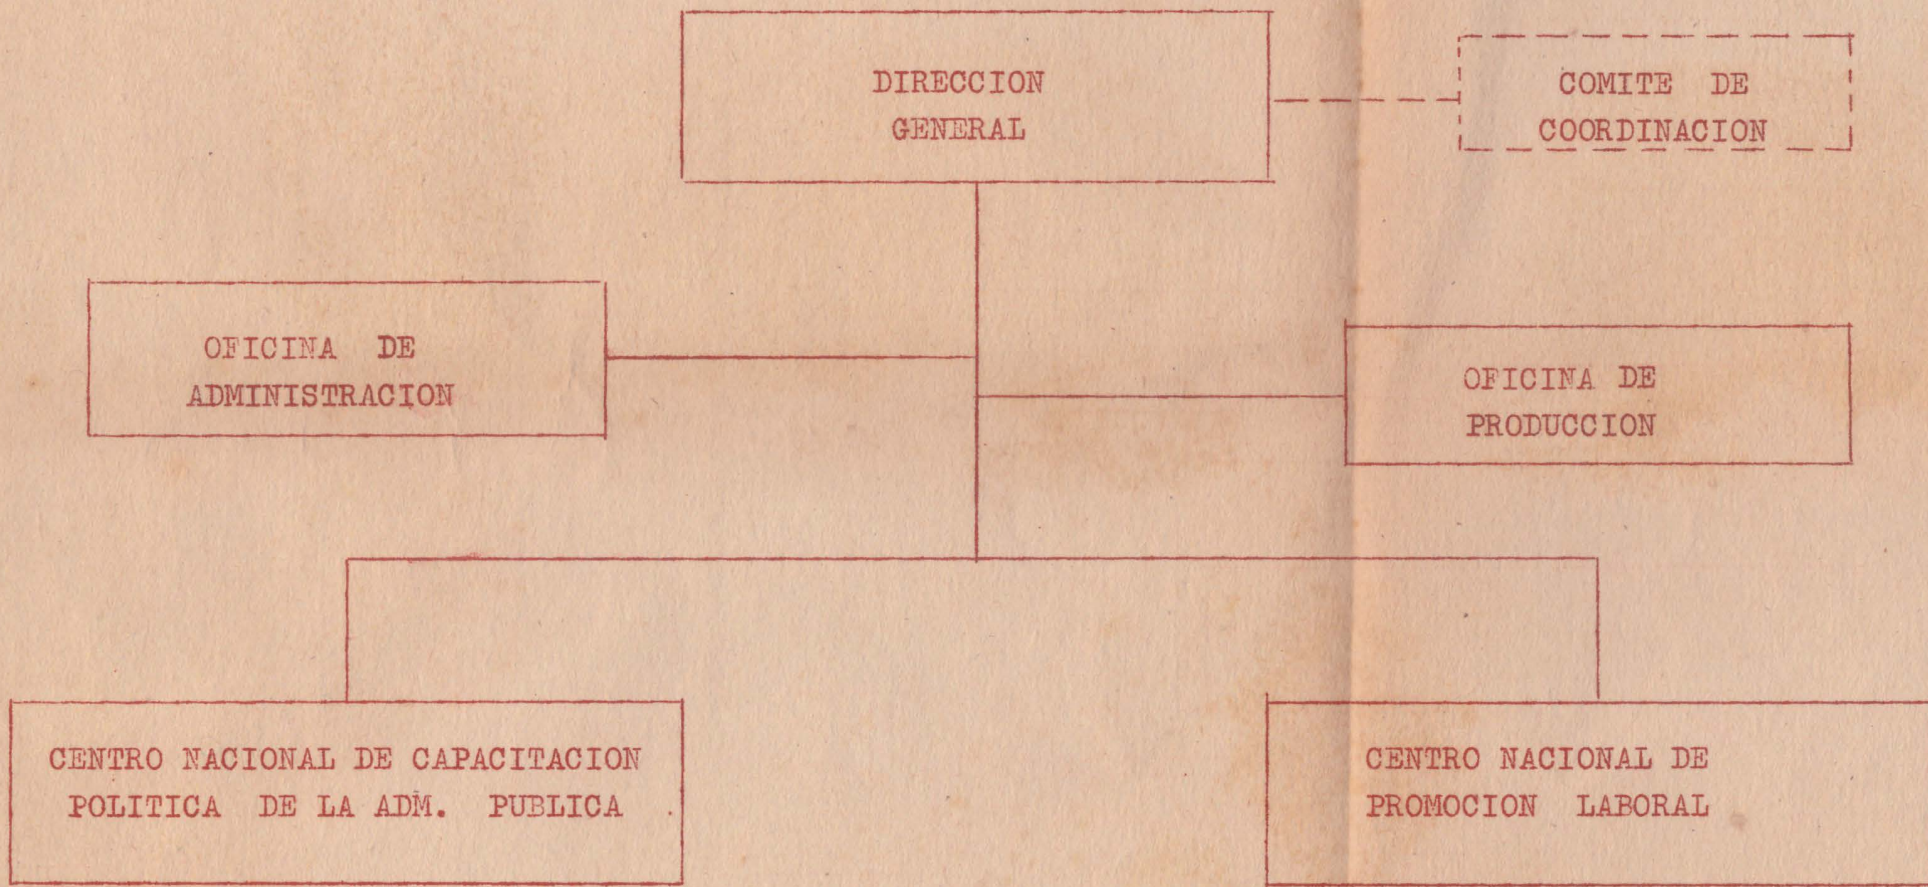 DIRECCION
GENERAL
COMITE DE
COORDINACION
OFICINA DE
ADMINISTRACION
OFICINA DE
PRODUCCION
CENTRO NACIONAL DE CAPACITACION
POLITICA DE LA ADM. PUBLICA
CENTRO NACIONAL DE
PROMOCION LABORAL